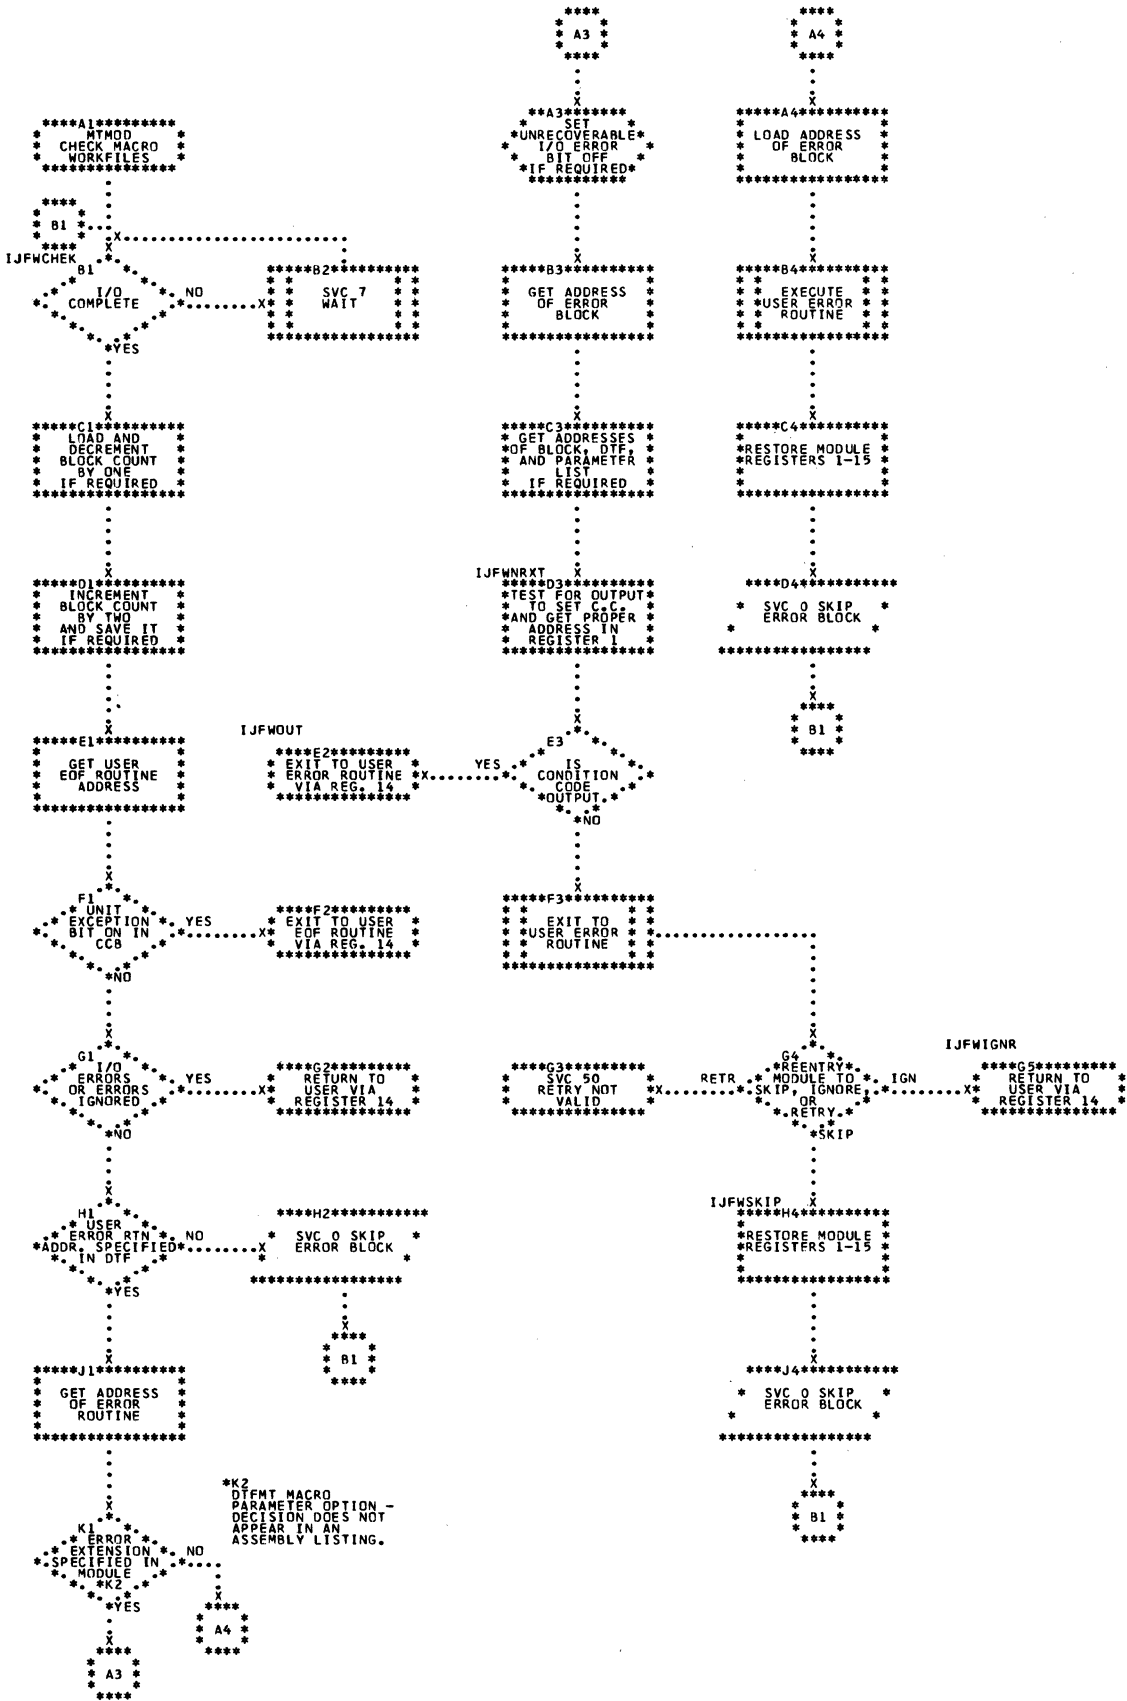 A3
A4
A1
MTMOD
CHECK MACRO
WORKFILES
A3
SET
UNRECOVERABLE
I/O ERROR
BIT OFF
IF REQUIRED
A4
LOAD ADDRESS
OF ERROR
BLOCK
B1
IJFWCHEK
B1
I/O
COMPLETE
NO
YES
B2
SVC 7
WAIT
B3
GET ADDRESS
OF ERROR
BLOCK
B4
EXECUTE
USER ERROR
ROUTINE
C1
LOAD AND
DECREMENT
BLOCK COUNT
BY ONE
IF REQUIRED
C3
GET ADDRESSES
OF BLOCK, DTF,
AND PARAMETER
LIST
IF REQUIRED
C4
RESTORE MODULE
REGISTERS 1-15
D1
INCREMENT
BLOCK COUNT
BY TWO
AND SAVE IT
IF REQUIRED
IJFWNRXT
D3
TEST FOR OUTPUT
TO SET C.C.
AND GET PROPER
ADDRESS IN
REGISTER 1
D4
SVC 0 SKIP
ERROR BLOCK
B1
E1
GET USER
EOF ROUTINE
ADDRESS
IJFWOUT
E2
EXIT TO USER
ERROR ROUTINE
VIA REG. 14
YES
E3
IS
CONDITION
CODE
OUTPUT
NO
F1
UNIT
EXCEPTION
BIT ON IN
CCB
YES
NO
F2
EXIT TO USER
EOF ROUTINE
VIA REG. 14
F3
EXIT TO
USER ERROR
ROUTINE
G1
I/O
ERRORS
OR ERRORS
IGNORED
YES
NO
G2
RETURN TO
USER VIA
REGISTER 14
G3
SVC 50
RETRY NOT
VALID
RETR
G4
REENTRY
MODULE TO
SKIP, IGNORE,
OR
RETRY
IGN
SKIP
IJFWIGNR
G5
RETURN TO
USER VIA
REGISTER 14
H1
USER
ERROR RTN
ADDR. SPECIFIED
IN DTF
NO
YES
H2
SVC 0 SKIP
ERROR BLOCK
B1
IJFWSKIP
H4
RESTORE MODULE
REGISTERS 1-15
J1
GET ADDRESS
OF ERROR
ROUTINE
J4
SVC 0 SKIP
ERROR BLOCK
B1
K1
ERROR
EXTENSION
SPECIFIED IN
MODULE
*K2
NO
YES
*K2
DTFMT MACRO
PARAMETER OPTION -
DECISION DOES NOT
APPEAR IN AN
ASSEMBLY LISTING.
A4
A3